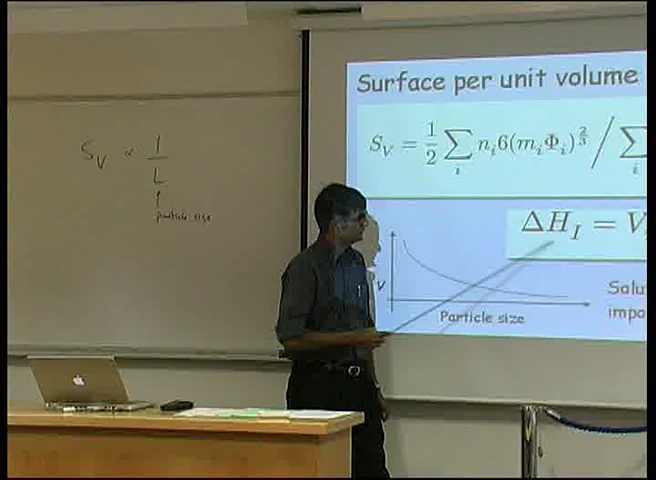 S_V ∝ 1/L
↑
particle size
Surface per unit volume
S_V = 1/2 ∑_i n_i 6(m_i Φ_i)^{2/3} / ∑_i
ΔH_I = V
V
Particle size
Solu
impo